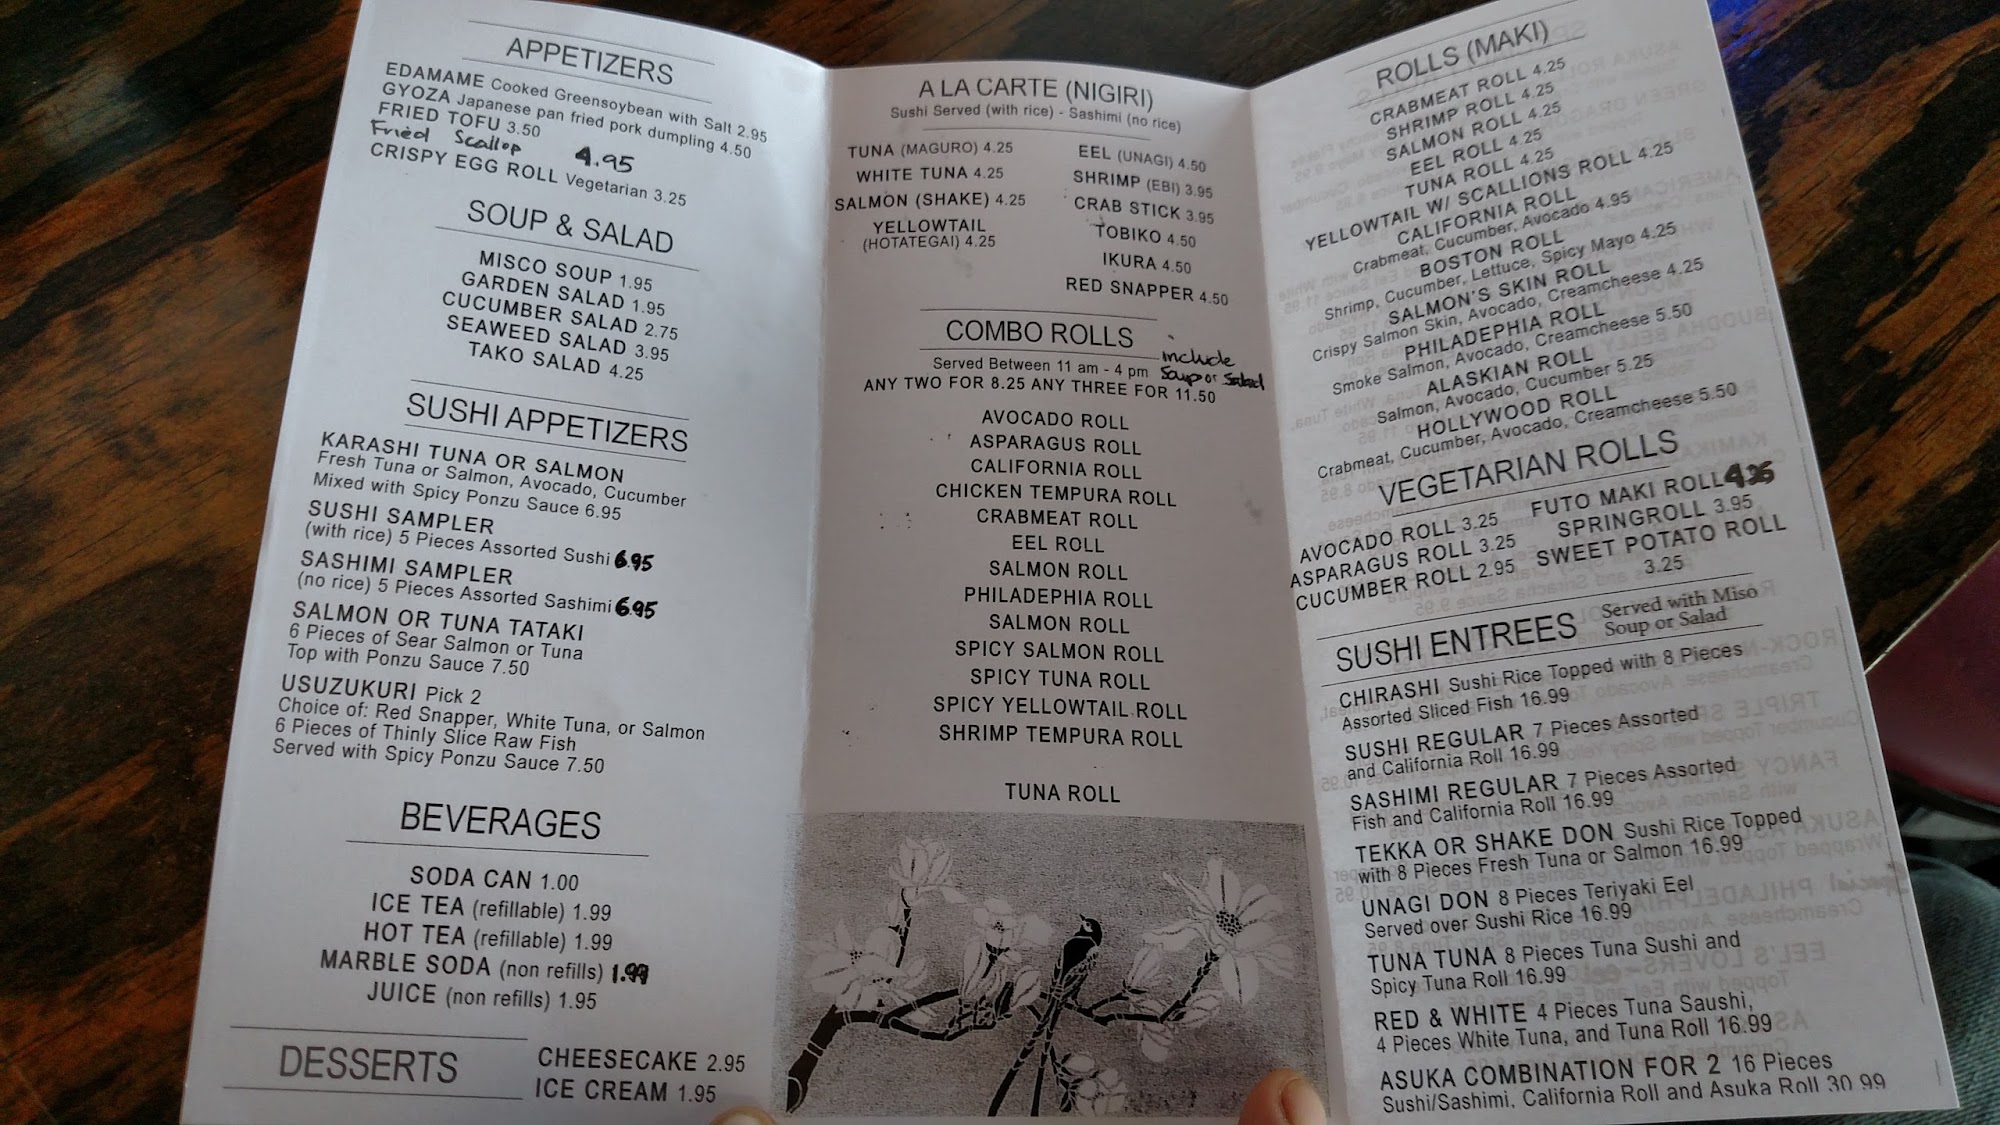 APPETIZERS
EDAMAME Cooked Greensoybean with Salt 2.95
GYOZA Japanese pan fried pork dumpling 4.50
FRIED TOFU 3.50
Fried Scallop 4.95
CRISPY EGG ROLL Vegetarian 3.25
SOUP & SALAD
MISCO SOUP 1.95
GARDEN SALAD 1.95
CUCUMBER SALAD 2.75
SEAWEED SALAD 3.95
TAKO SALAD 4.25
SUSHI APPETIZERS
KARASHI TUNA OR SALMON
Fresh Tuna or Salmon, Avocado, Cucumber
Mixed with Spicy Ponzu Sauce 6.95
SUSHI SAMPLER
(with rice) 5 Pieces Assorted Sushi 6.95
SASHIMI SAMPLER
(no rice) 5 Pieces Assorted Sashimi 6.95
SALMON OR TUNA TATAKI
6 Pieces of Sear Salmon or Tuna
Top with Ponzu Sauce 7.50
USUZUKURI Pick 2
Choice of: Red Snapper, White Tuna, or Salmon
6 Pieces of Thinly Slice Raw Fish
Served with Spicy Ponzu Sauce 7.50
BEVERAGES
SODA CAN 1.00
ICE TEA (refillable) 1.99
HOT TEA (refillable) 1.99
MARBLE SODA (non refills) 1.99
JUICE (non refills) 1.95
DESSERTS
CHEESECAKE 2.95
ICE CREAM 1.95
A LA CARTE (NIGIRI)
Sushi Served (with rice) - Sashimi (no rice)
TUNA (MAGURO) 4.25
WHITE TUNA 4.25
SALMON (SHAKE) 4.25
YELLOWTAIL
(HOTATEGAI) 4.25
EEL (UNAGI) 4.50
SHRIMP (EBI) 3.95
CRAB STICK 3.95
TOBIKO 4.50
IKURA 4.50
RED SNAPPER 4.50
COMBO ROLLS
Served Between 11 am - 4 pm include Soup or Salad
ANY TWO FOR 8.25 ANY THREE FOR 11.50
AVOCADO ROLL
ASPARAGUS ROLL
CALIFORNIA ROLL
CHICKEN TEMPURA ROLL
CRABMEAT ROLL
EEL ROLL
SALMON ROLL
PHILADEPHIA ROLL
SALMON ROLL
SPICY SALMON ROLL
SPICY TUNA ROLL
SPICY YELLOWTAIL ROLL
SHRIMP TEMPURA ROLL
TUNA ROLL
ROLLS (MAKI)
CRABMEAT ROLL 4.25
SHRIMP ROLL 4.25
SALMON ROLL 4.25
EEL ROLL 4.25
TUNA ROLL 4.25
YELLOWTAIL W/ SCALLIONS ROLL 4.25
CALIFORNIA ROLL
Crabmeat, Cucumber, Avocado 4.95
BOSTON ROLL
Shrimp, Cucumber, Lettuce, Spicy Mayo 4.25
SALMON'S SKIN ROLL
Crispy Salmon Skin, Avocado, Creamcheese 4.25
PHILADEPHIA ROLL
Smoke Salmon, Avocado, Creamcheese 5.50
ALASKIAN ROLL
Salmon, Avocado, Cucumber 5.25
HOLLYWOOD ROLL
Crabmeat, Cucumber, Avocado, Creamcheese 5.50
VEGETARIAN ROLLS
AVOCADO ROLL 3.25
ASPARAGUS ROLL 3.25
CUCUMBER ROLL 2.95
FUTO MAKI ROLL
SPRINGROLL 3.95
SWEET POTATO ROLL
3.25
SUSHI ENTREES Served with Miso
Soup or Salad
CHIRASHI Sushi Rice Topped with 8 Pieces
Assorted Sliced Fish 16.99
SUSHI REGULAR 7 Pieces Assorted
and California Roll 16.99
SASHIMI REGULAR 7 Pieces Assorted
Fish and California Roll 16.99
TEKKA OR SHAKE DON Sushi Rice Topped
with 8 Pieces Fresh Tuna or Salmon 16.99
UNAGI DON 8 Pieces Teriyaki Eel
Served over Sushi Rice 16.99
TUNA TUNA 8 Pieces Tuna Sushi and
Spicy Tuna Roll 16.99
RED & WHITE 4 Pieces Tuna Saushi,
4 Pieces White Tuna, and Tuna Roll 16.99
ASUKA COMBINATION FOR 2 16 Pieces
Sushi/Sashimi, California Roll and Asuka Roll 30.99